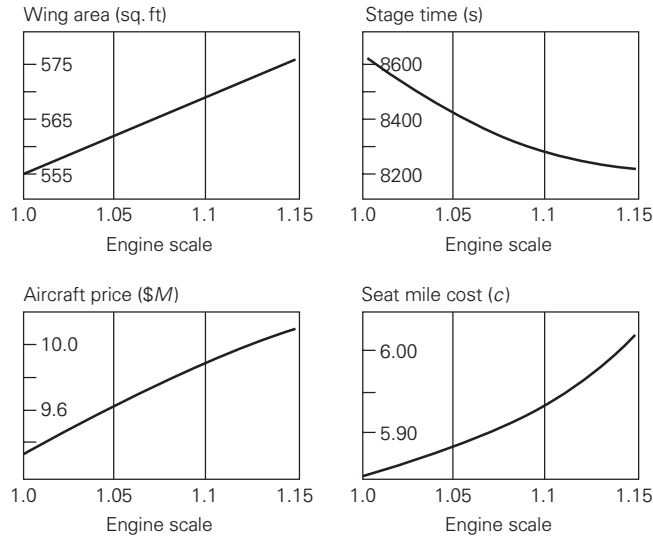 Wing area (sq. ft)
575
565
555
1.0 1.05 1.1 1.15
Engine scale
Stage time (s)
8600
8400
8200
1.0 1.05 1.1 1.15
Engine scale
Aircraft price ($M)
10.0
9.6
1.0 1.05 1.1 1.15
Engine scale
Seat mile cost (c)
6.00
5.90
1.0 1.05 1.1 1.15
Engine scale